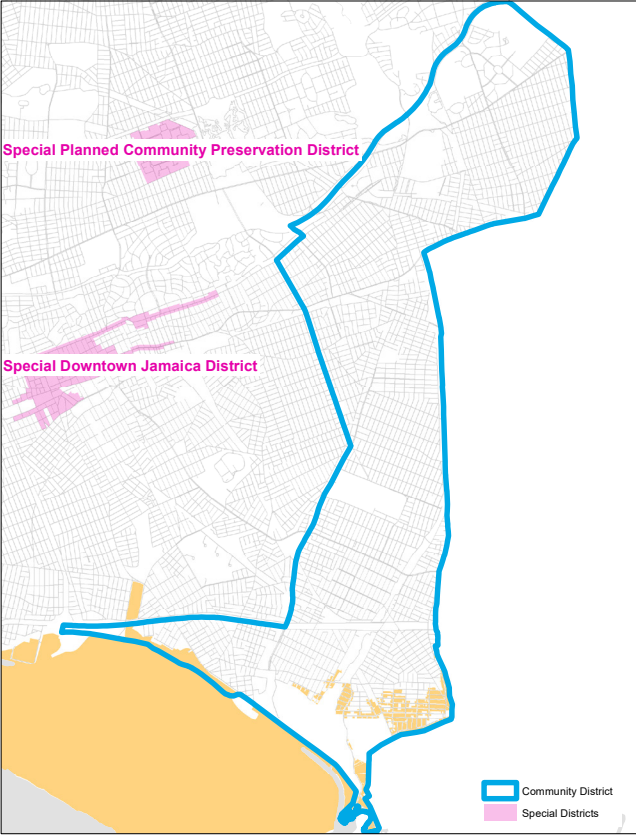 Special Planned Community Preservation District
Special Downtown Jamaica District
Community District
Special Districts